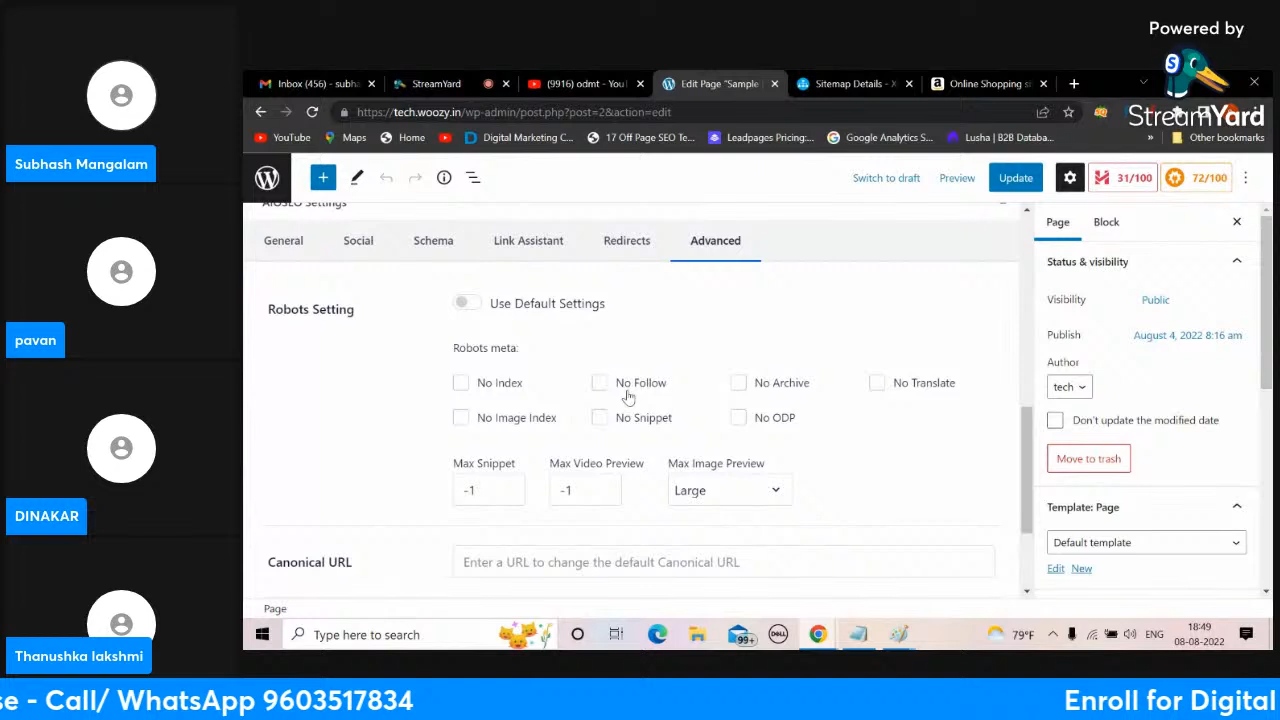 Powered by
StreamYard
Subhash Mangalam
pavan
DINAKAR
Thanushka lakshmi
Inbox (456) - subha
StreamYard
(9916) odmt - You
Edit Page "Sample
Sitemap Details - X
Online Shopping si
https://tech.woozy.in/wp-admin/post.php?post=2&action=edit
YouTube
Maps
Home
YouTube
Digital Marketing C...
17 Off Page SEO Te...
Leadpages Pricing:...
Google Analytics S...
Lusha | B2B Databa...
»
Other bookmarks
Switch to draft
Preview
Update
31/100
72/100
AIOSEO Settings
General
Social
Schema
Link Assistant
Redirects
Advanced
Robots Setting
Use Default Settings
Robots meta:
No Index
No Follow
No Archive
No Translate
No Image Index
No Snippet
No ODP
Max Snippet
Max Video Preview
Max Image Preview
-1
-1
Large
Canonical URL
Enter a URL to change the default Canonical URL
Page
Page
Block
Status & visibility
Visibility
Public
Publish
August 4, 2022 8:16 am
Author
tech
Don't update the modified date
Move to trash
Template: Page
Default template
Edit
New
Type here to search
99+
DELL
79°F
ENG
18:49
08-08-2022
se - Call/ WhatsApp 9603517834
Enroll for Digital